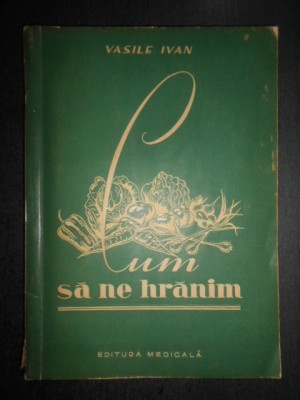 VASILE IVAN
Cum
să ne hrănim
EDITURA MEDICALĂ